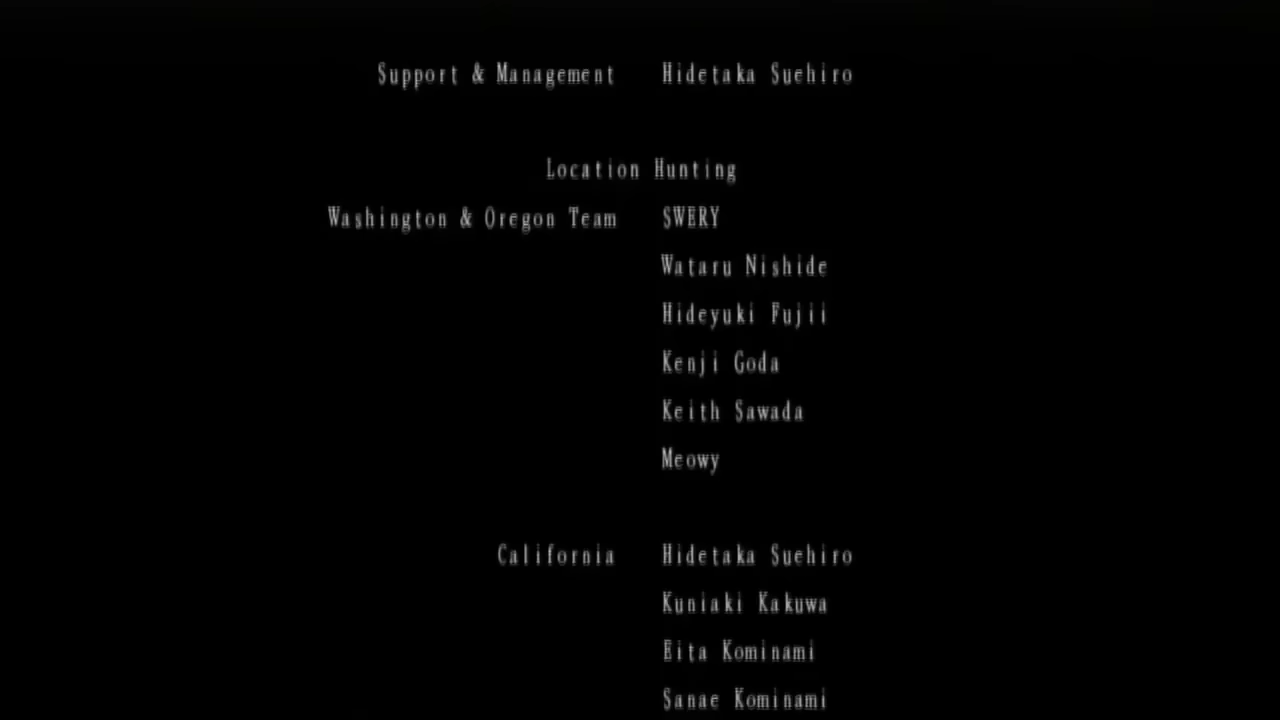 Support & Management Hidetaka Suehiro
Location Hunting
Washington & Oregon Team SWERY
Wataru Nishide
Hideyuki Fujii
Kenji Goda
Keith Sawada
Meowy
California Hidetaka Suehiro
Kuniaki Kakuwa
Eita Kominami
Sanae Kominami